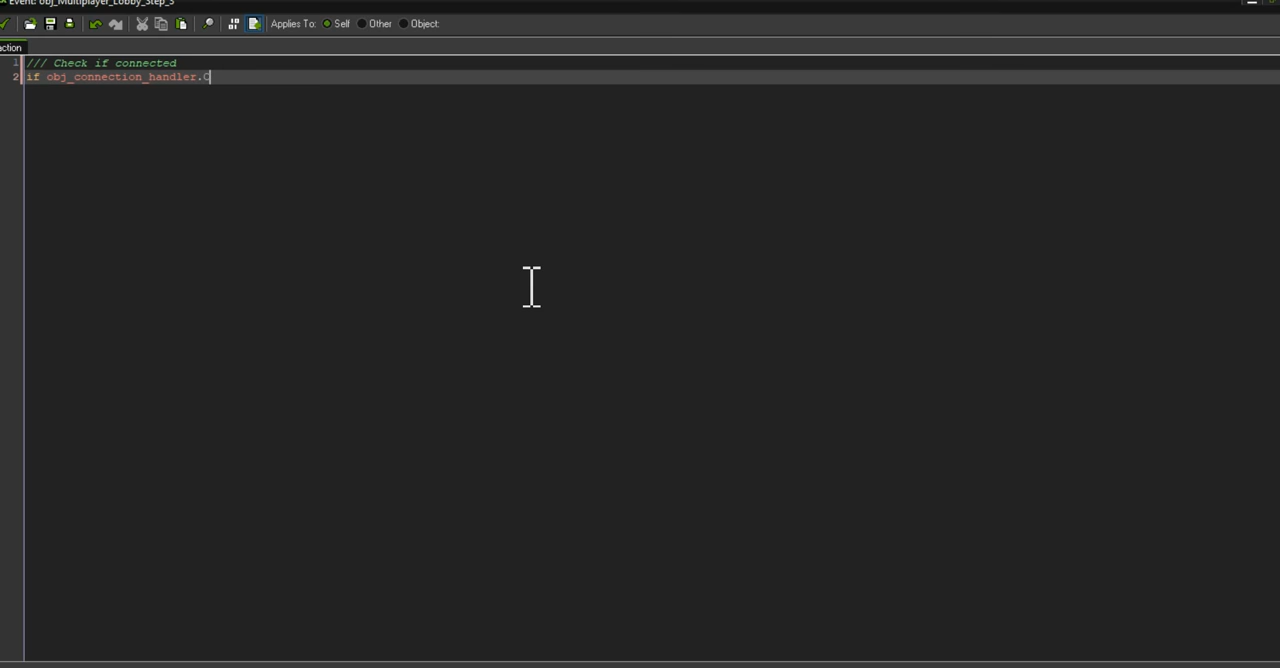 Event: obj_Multiplayer_Lobby_Step_3
Applies To: Self Other Object:
action
1 /// Check if connected
2 if obj_connection_handler.C